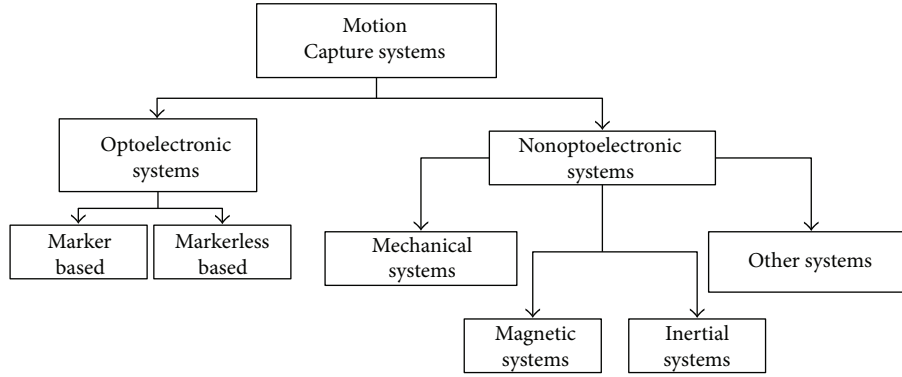 Motion
Capture systems
Optoelectronic
systems
Nonoptoelectronic
systems
Marker
based
Markerless
based
Mechanical
systems
Other systems
Magnetic
systems
Inertial
systems